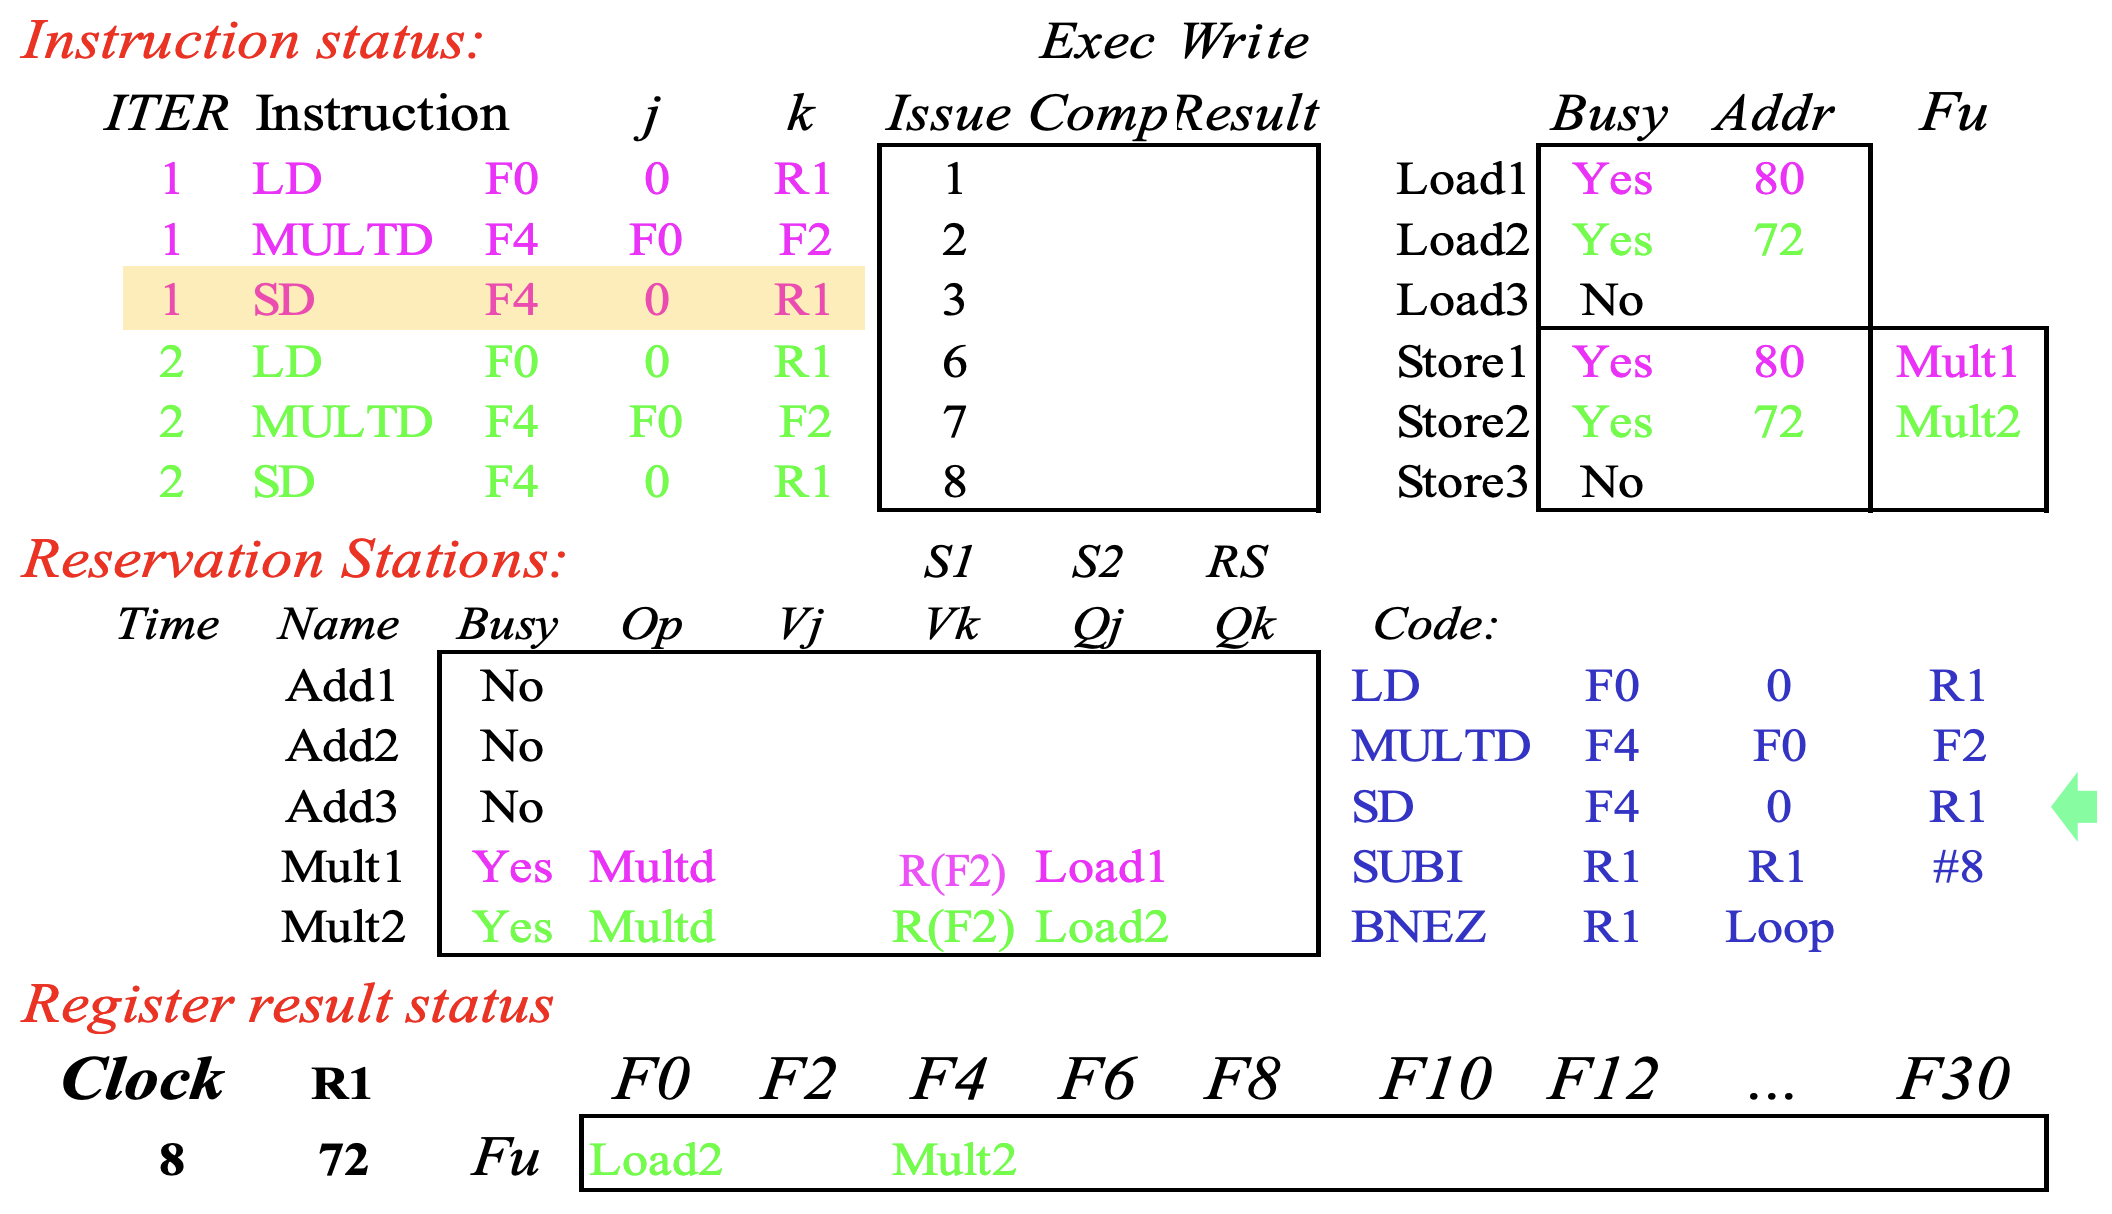 Instruction status: Exec Write
ITER Instruction j k Issue Comp Result Busy Addr Fu
1 LD F0 0 R1 1 Load1 Yes 80
1 MULTD F4 F0 F2 2 Load2 Yes 72
1 SD F4 0 R1 3 Load3 No
2 LD F0 0 R1 6 Store1 Yes 80 Mult1
2 MULTD F4 F0 F2 7 Store2 Yes 72 Mult2
2 SD F4 0 R1 8 Store3 No
Reservation Stations: S1 S2 RS
Time Name Busy Op Vj Vk Qj Qk Code:
Add1 No LD F0 0 R1
Add2 No MULTD F4 F0 F2
Add3 No SD F4 0 R1
Mult1 Yes Multd R(F2) Load1 SUBI R1 R1 #8
Mult2 Yes Multd R(F2) Load2 BNEZ R1 Loop
Register result status
Clock R1 F0 F2 F4 F6 F8 F10 F12 ... F30
8 72 Fu Load2 Mult2